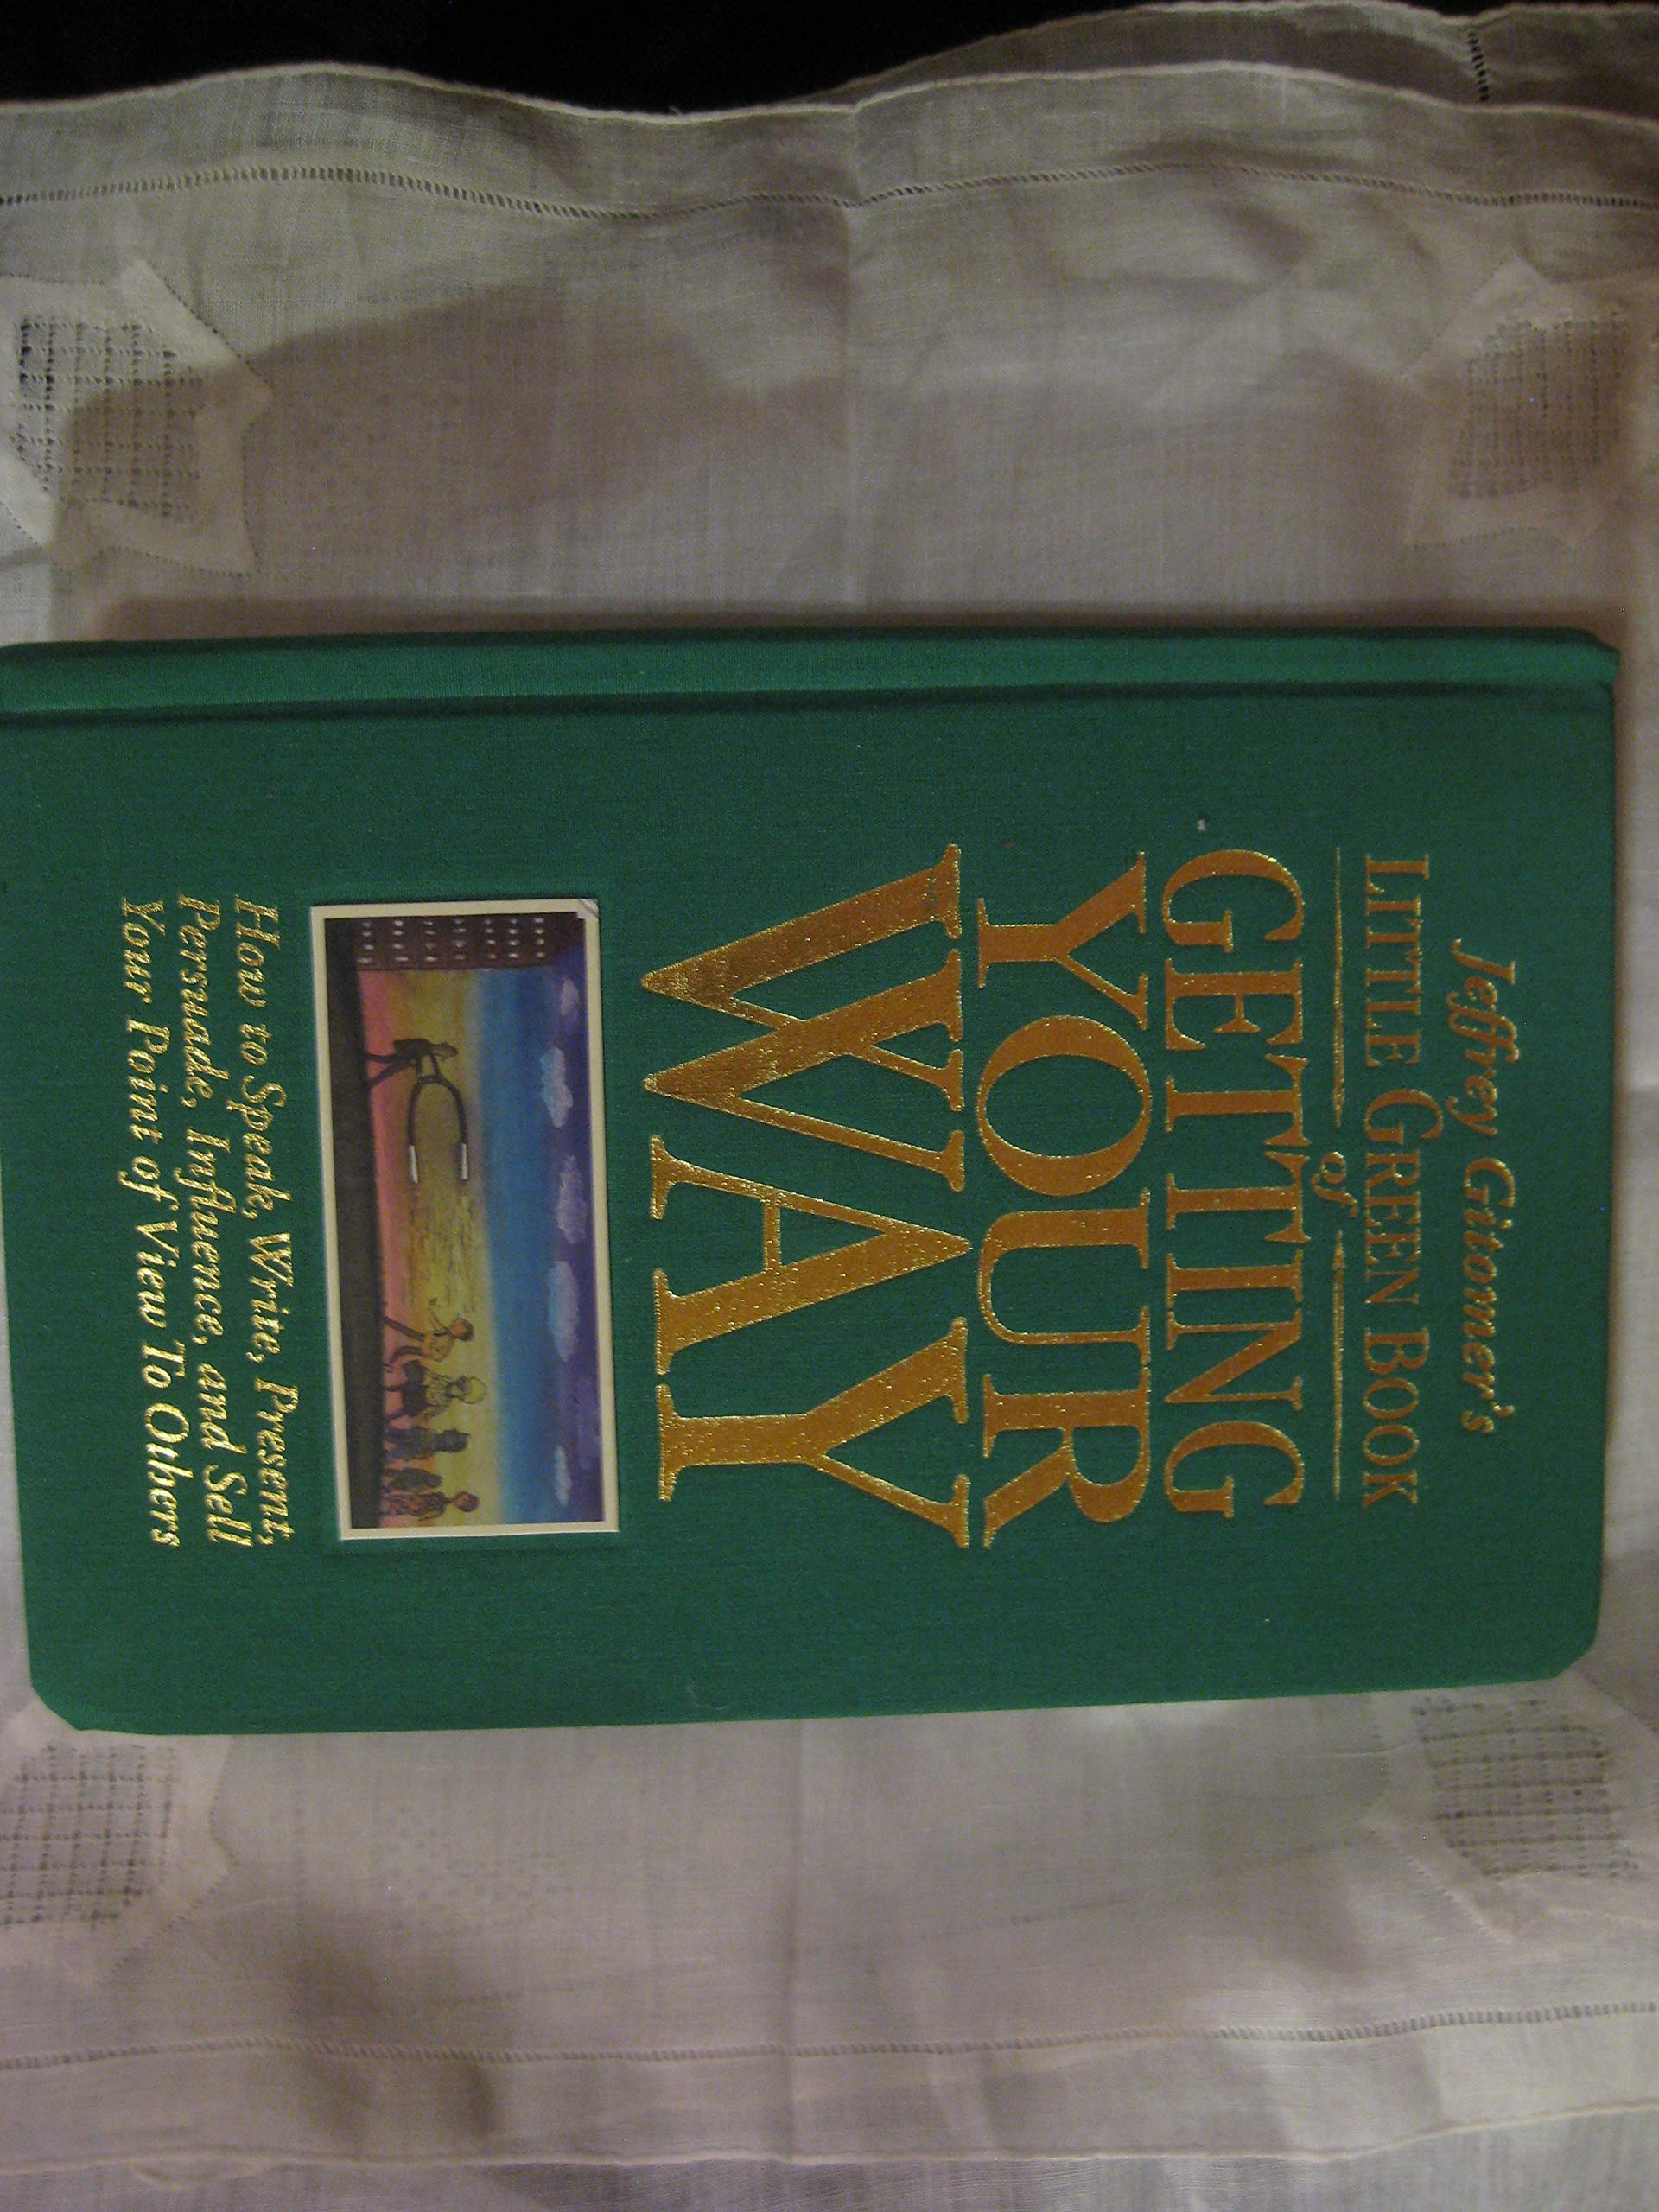 Jeffrey Gitomer's
LITTLE GREEN BOOK
of
GETTING
YOUR
WAY
How to Speak, Write, Present,
Persuade, Influence, and Sell
Your Point of View To Others